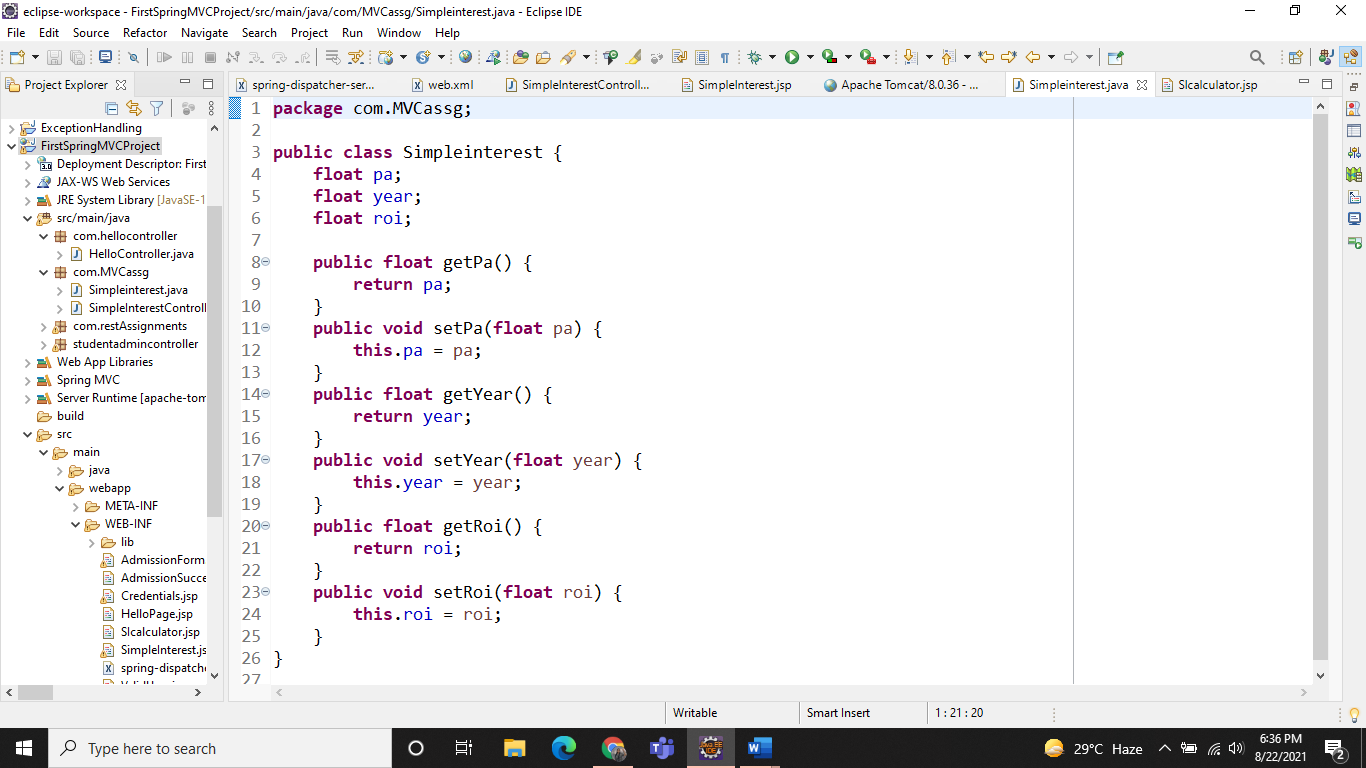 eclipse-workspace - FirstSpringMVCProject/src/main/java/com/MVCassg/Simpleinterest.java - Eclipse IDE
File Edit Source Refactor Navigate Search Project Run Window Help
Project Explorer
spring-dispatcher-ser... web.xml SimpleInterestControll... SimpleInterest.jsp Apache Tomcat/8.0.36 - ... Simpleinterest.java SIcalculator.jsp
ExceptionHandling
FirstSpringMVCProject
Deployment Descriptor: First
JAX-WS Web Services
JRE System Library [JavaSE-1
src/main/java
com.hellocontroller
HelloController.java
com.MVCassg
Simpleinterest.java
SimpleInterestControll
com.restAssignments
studentadmincontroller
Web App Libraries
Spring MVC
Server Runtime [apache-tom
build
src
main
java
webapp
META-INF
WEB-INF
lib
AdmissionForm
AdmissionSucce
Credentials.jsp
HelloPage.jsp
SIcalculator.jsp
SimpleInterest.js
spring-dispatche
1 package com.MVCassg;
2
3 public class Simpleinterest {
4 float pa;
5 float year;
6 float roi;
7
8 public float getPa() {
9 return pa;
10 }
11 public void setPa(float pa) {
12 this.pa = pa;
13 }
14 public float getYear() {
15 return year;
16 }
17 public void setYear(float year) {
18 this.year = year;
19 }
20 public float getRoi() {
21 return roi;
22 }
23 public void setRoi(float roi) {
24 this.roi = roi;
25 }
26 }
27
Writable Smart Insert 1 : 21 : 20
Type here to search
29°C Haze
6:36 PM
8/22/2021
2